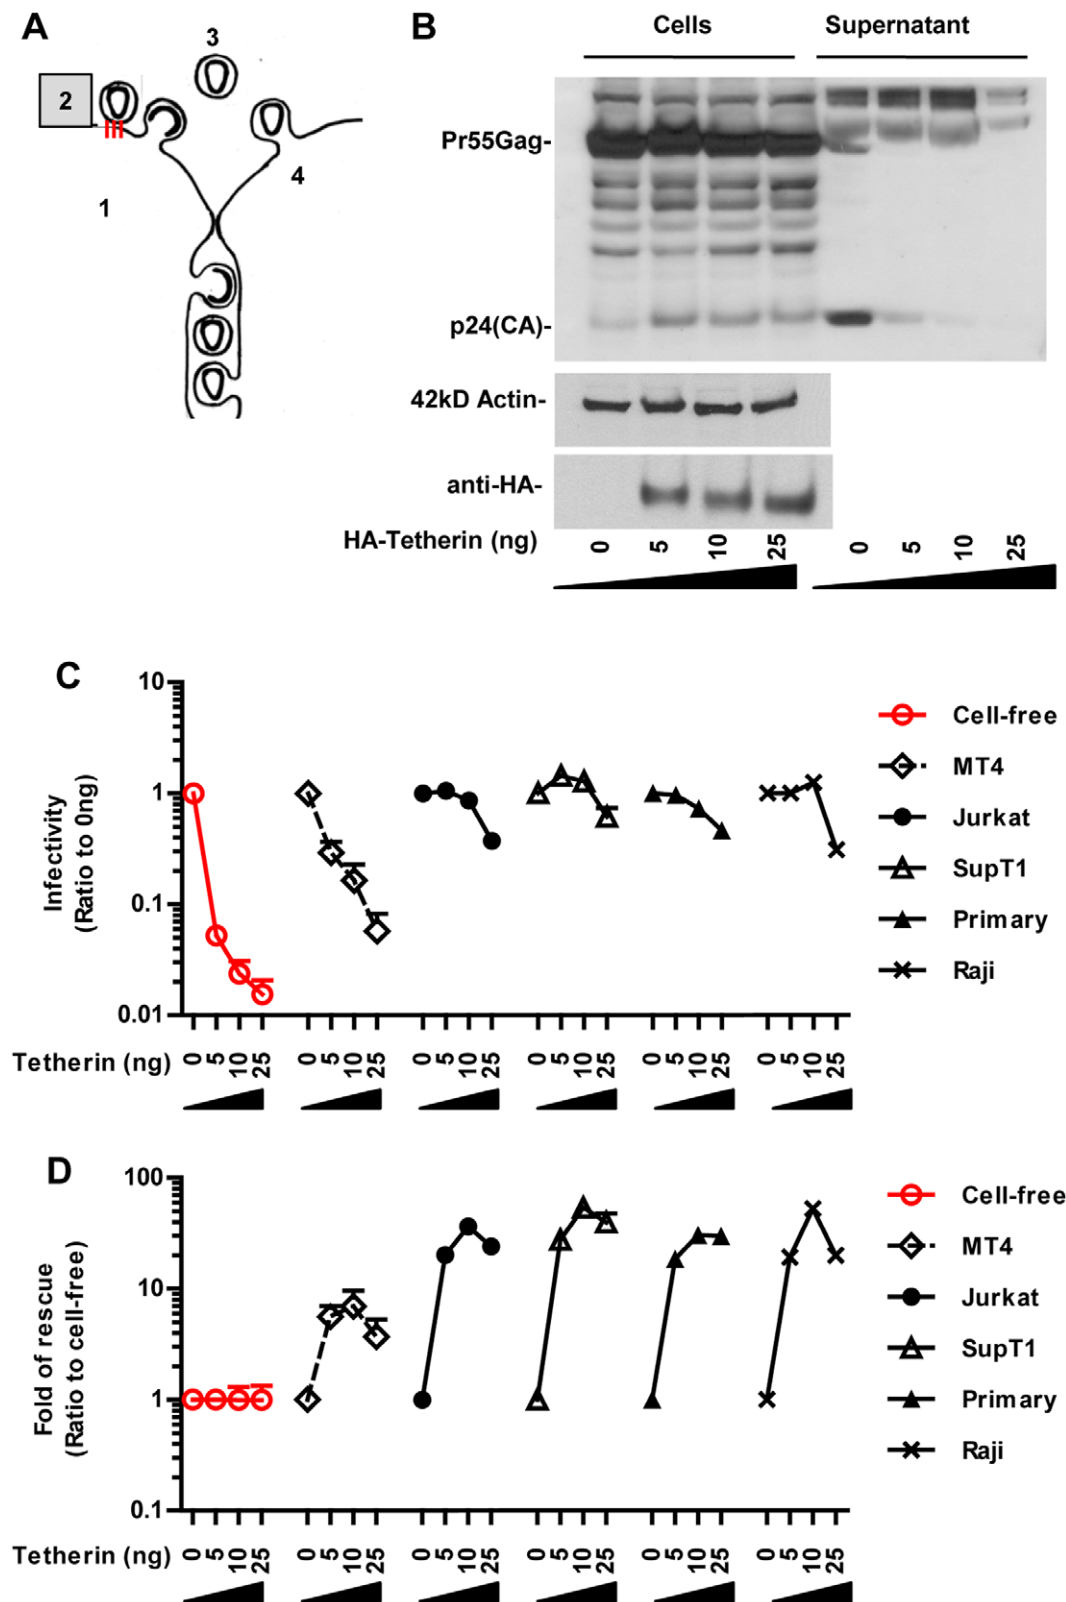 A
3
2
4
1
B
Cells Supernatant
Pr55Gag-
p24(CA)-
42kD Actin-
anti-HA-
HA-Tetherin (ng) 0 5 10 25 0 5 10 25
C
Infectivity
(Ratio to 0ng)
10
1
0.1
0.01
Tetherin (ng) 0 5 10 25 0 5 10 25 0 5 10 25 0 5 10 25 0 5 10 25 0 5 10 25
Cell-free
MT4
Jurkat
SupT1
Primary
Raji
D
Fold of rescue
(Ratio to cell-free)
100
10
1
0.1
Tetherin (ng) 0 5 10 25 0 5 10 25 0 5 10 25 0 5 10 25 0 5 10 25 0 5 10 25
Cell-free
MT4
Jurkat
SupT1
Primary
Raji